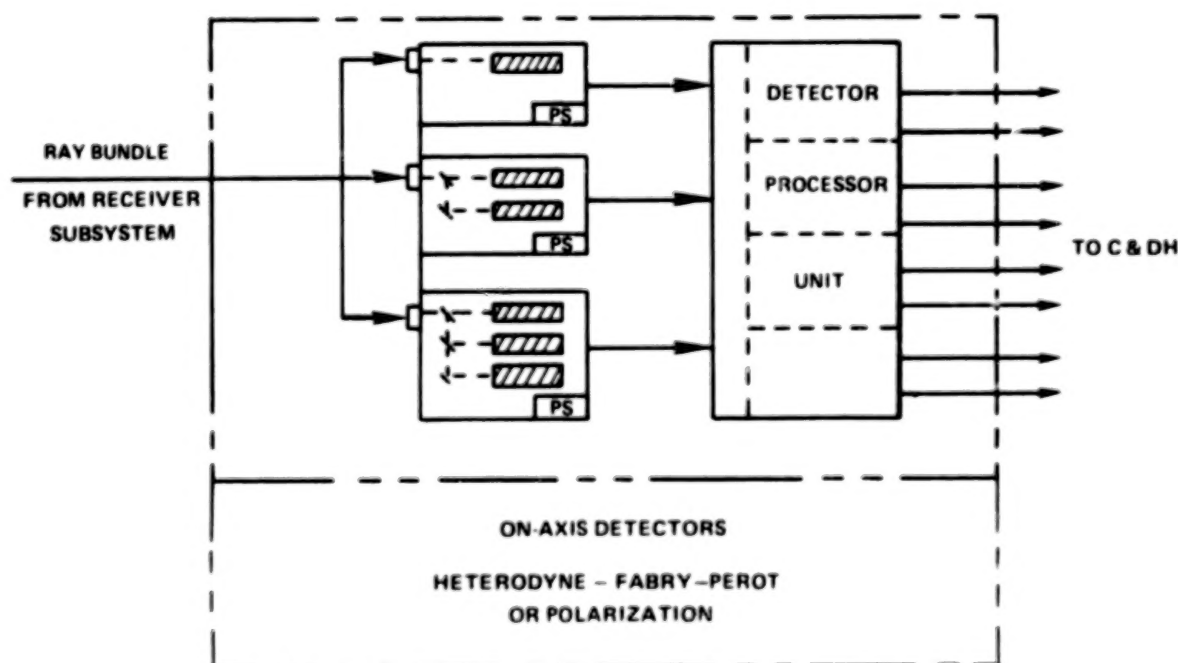 RAY BUNDLE
FROM RECEIVER
SUBSYSTEM
PS
PS
PS
DETECTOR
PROCESSOR
UNIT
TO C & DH
ON-AXIS DETECTORS
HETERODYNE – FABRY–PEROT
OR POLARIZATION